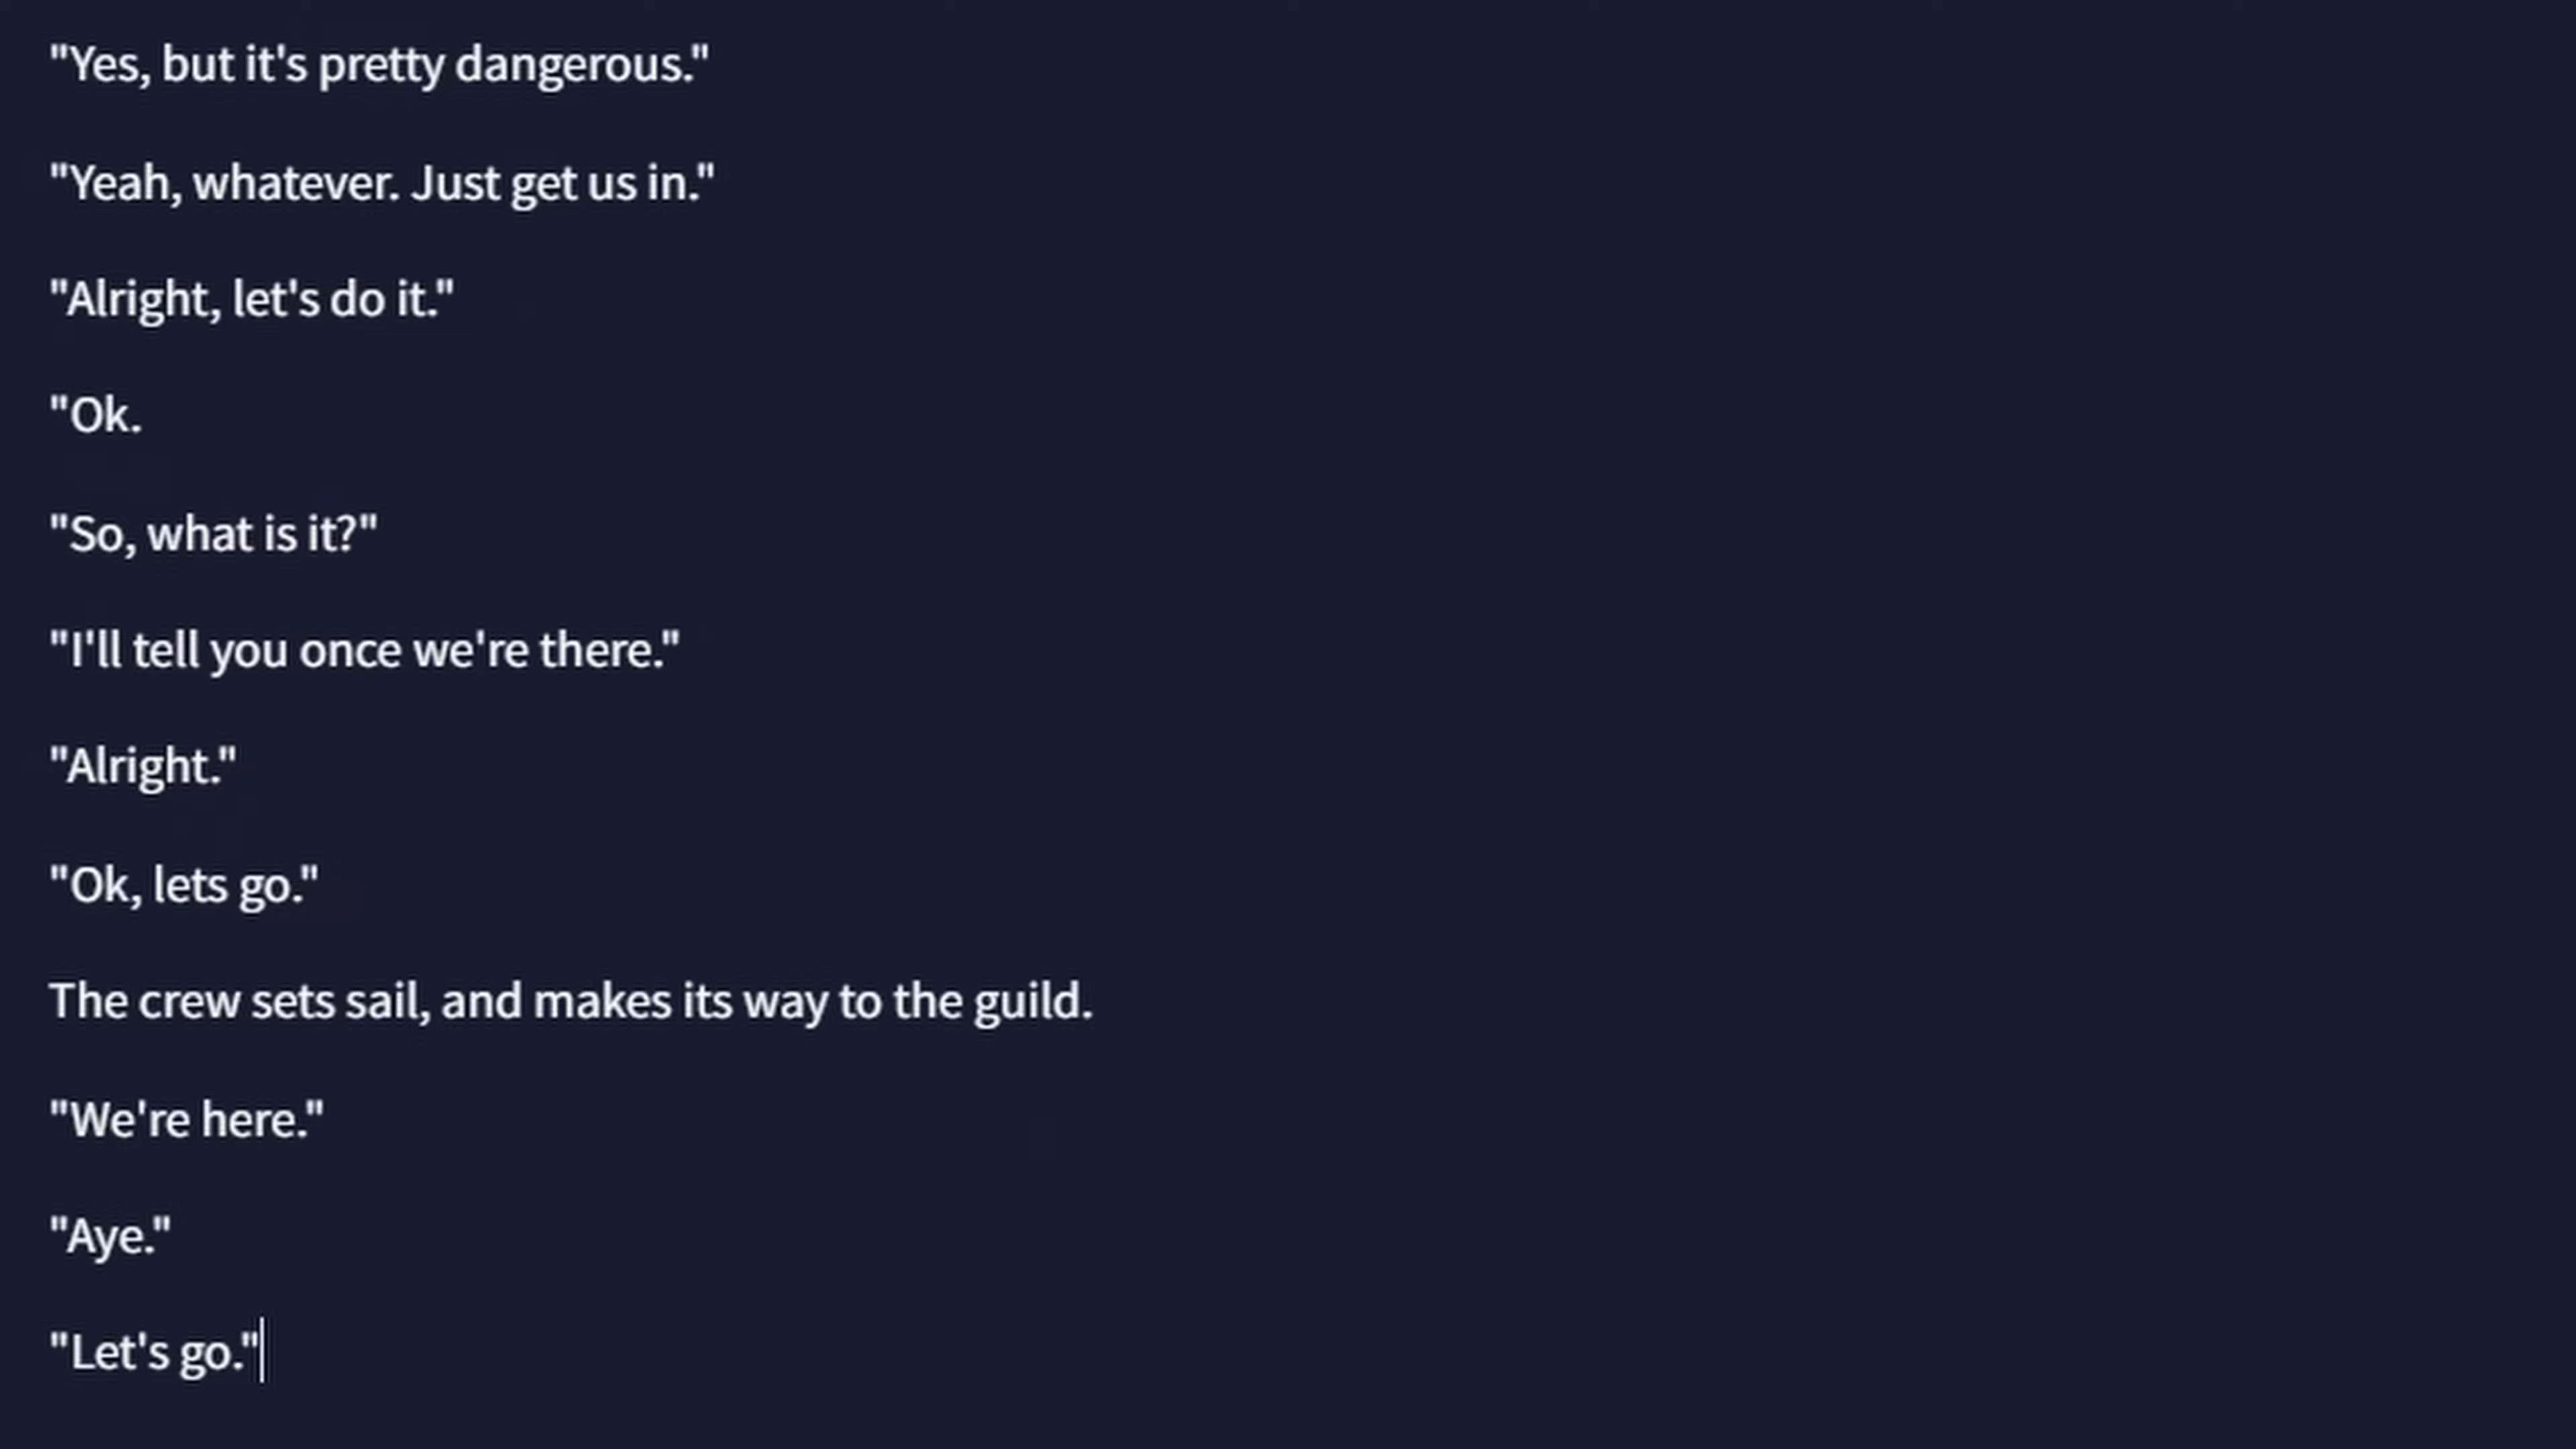 "Yes, but it's pretty dangerous."
"Yeah, whatever. Just get us in."
"Alright, let's do it."
"Ok.
"So, what is it?"
"I'll tell you once we're there."
"Alright."
"Ok, lets go."
The crew sets sail, and makes its way to the guild.
"We're here."
"Aye."
"Let's go."